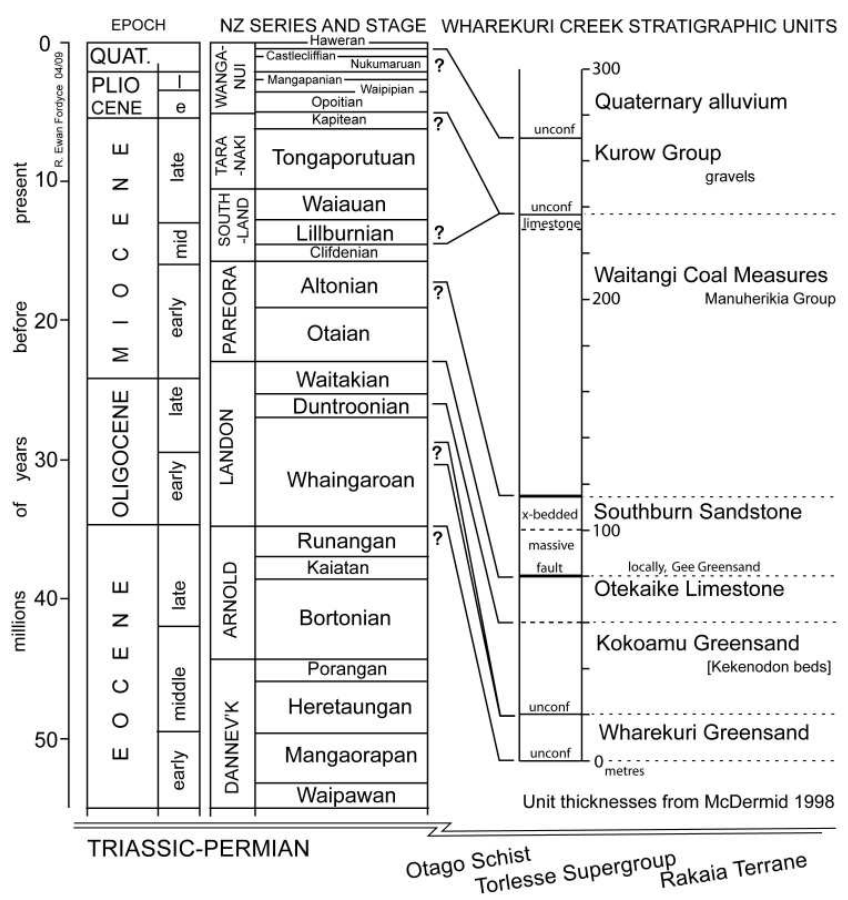 EPOCH
NZ SERIES AND STAGE
WHAREKURI CREEK STRATIGRAPHIC UNITS
R. Ewan Fordyce 04/09
millions of years before present
0
10
20
30
40
50
QUAT.
PLIO
CENE
l
e
MIOCENE
late
mid
early
OLIGOCENE
late
early
EOCENE
late
middle
early
WANGA-
NUI
Haweran
Castlecliffian
Nukumaruan
Mangapanian
Waipipian
Opoitian
TARA
-NAKI
Kapitean
Tongaporutuan
SOUTH
-LAND
Waiauan
Lillburnian
Clifdenian
PAREORA
Altonian
Otaian
LANDON
Waitakian
Duntroonian
Whaingaroan
ARNOLD
Runangan
Kaiatan
Bortonian
DANNEV'K
Porangan
Heretaungan
Mangaorapan
Waipawan
?
?
?
?
?
?
300
Quaternary alluvium
unconf
Kurow Group
gravels
unconf
limestone
Waitangi Coal Measures
200
Manuherikia Group
x-bedded
Southburn Sandstone
100
massive
fault
locally, Gee Greensand
Otekaike Limestone
Kokoamu Greensand
[Kekenodon beds]
unconf
Wharekuri Greensand
unconf
0
metres
Unit thicknesses from McDermid 1998
TRIASSIC-PERMIAN
Otago Schist
Torlesse Supergroup
Rakaia Terrane